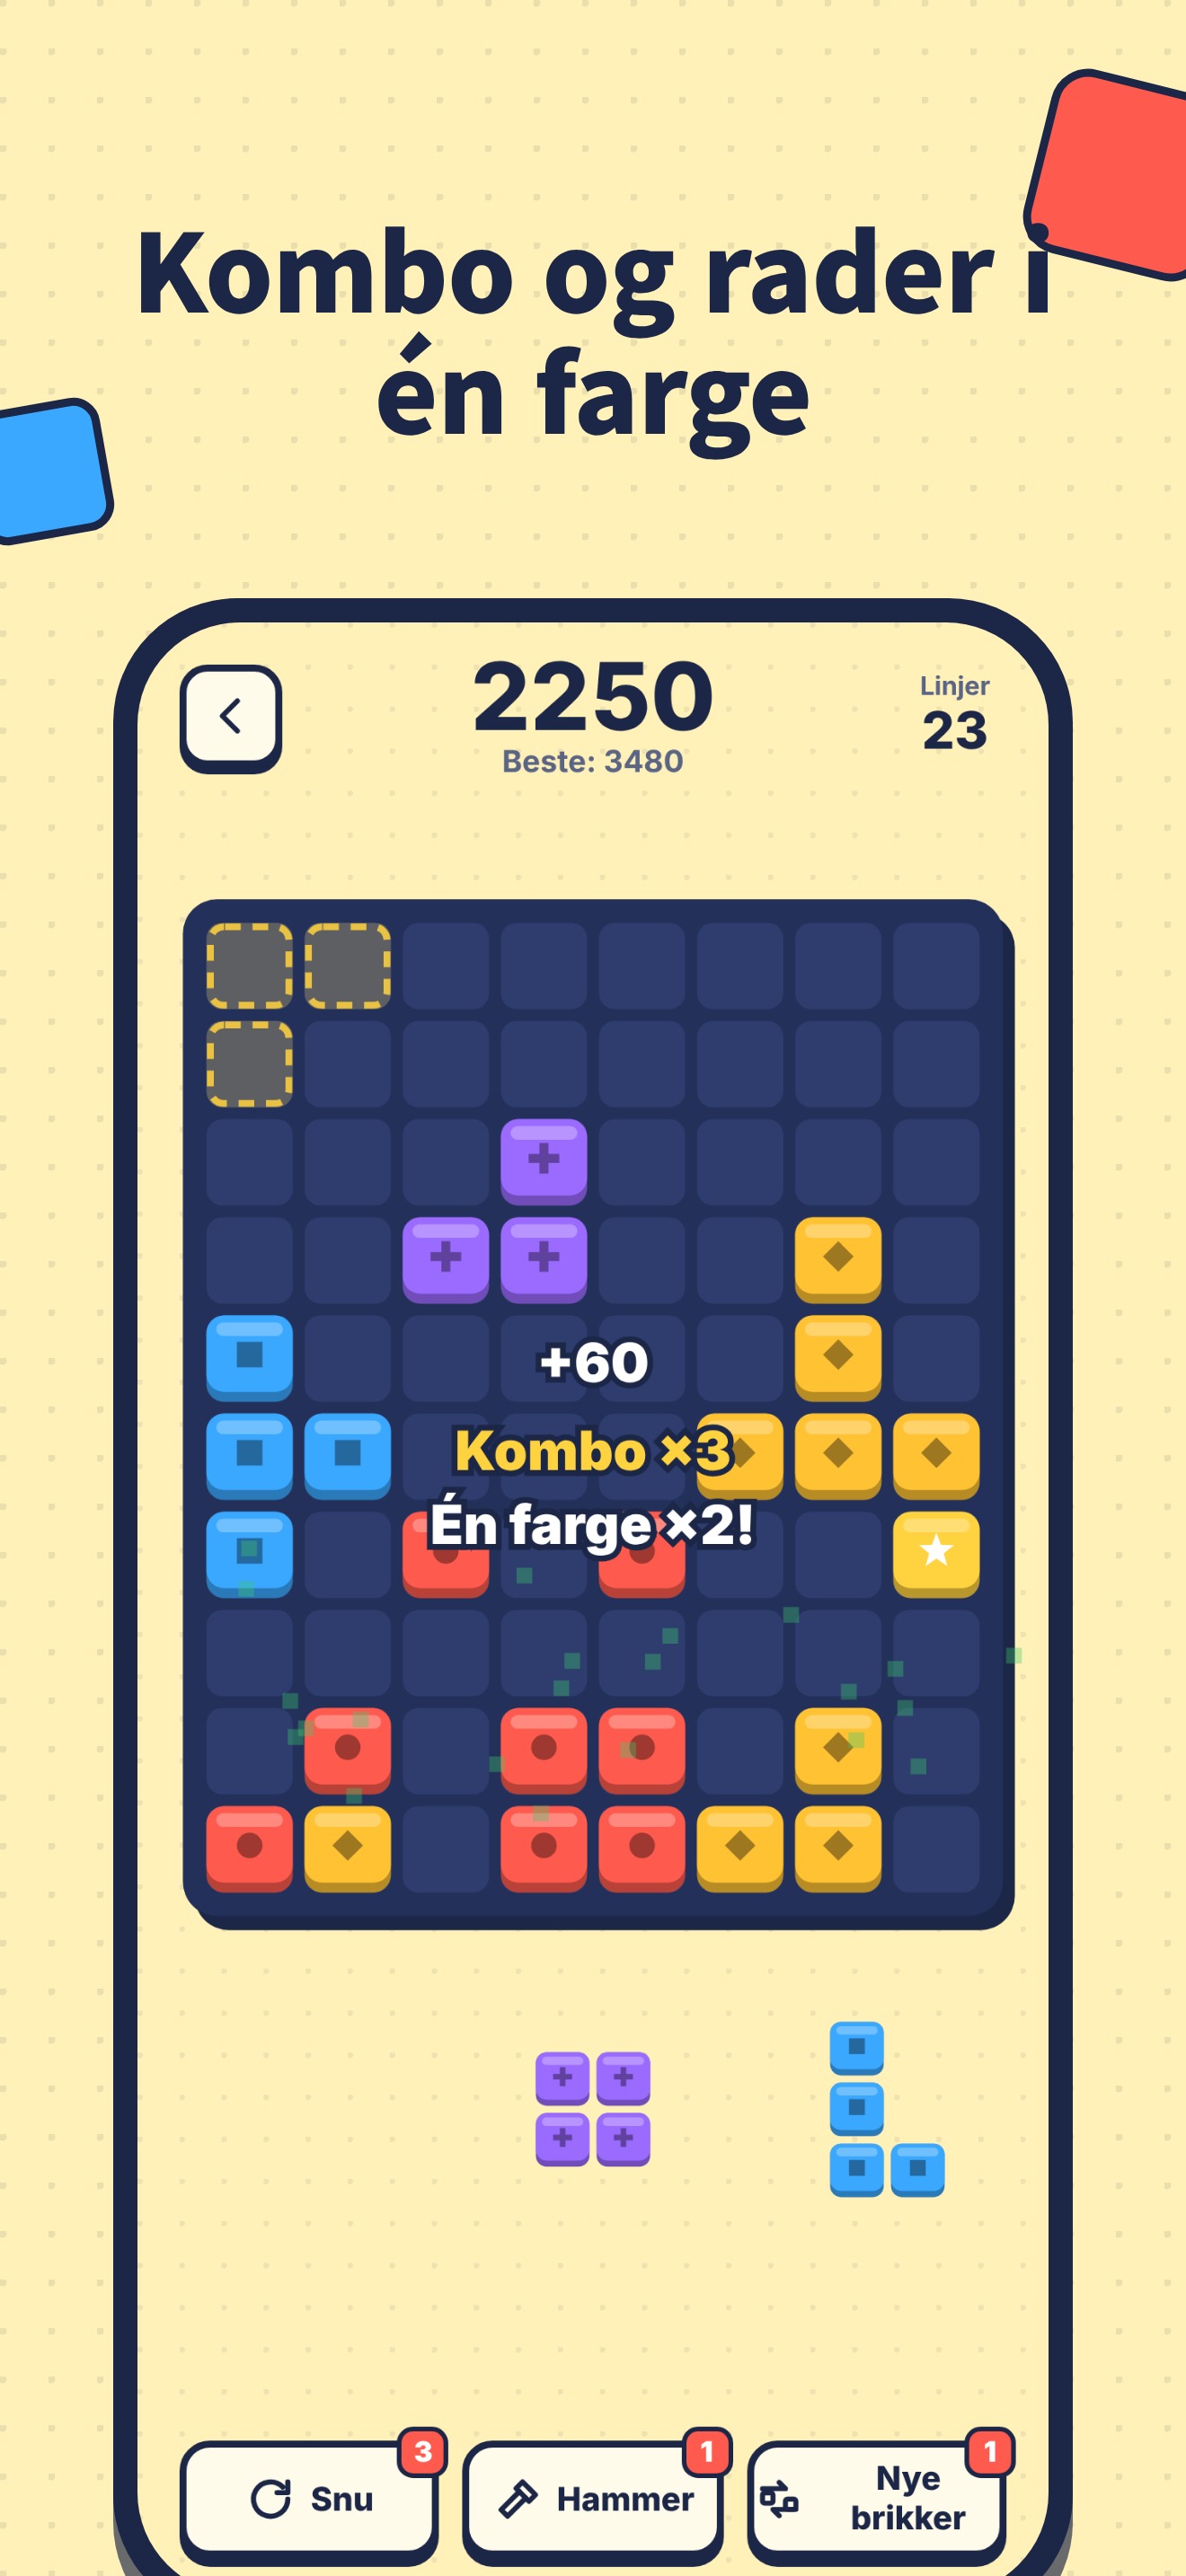 Kombo og rader i
én farge
2250
Beste: 3480
Linjer
23
+60
Kombo ×3
Én farge ×2!
3
Snu
1
Hammer
1
Nye
brikker